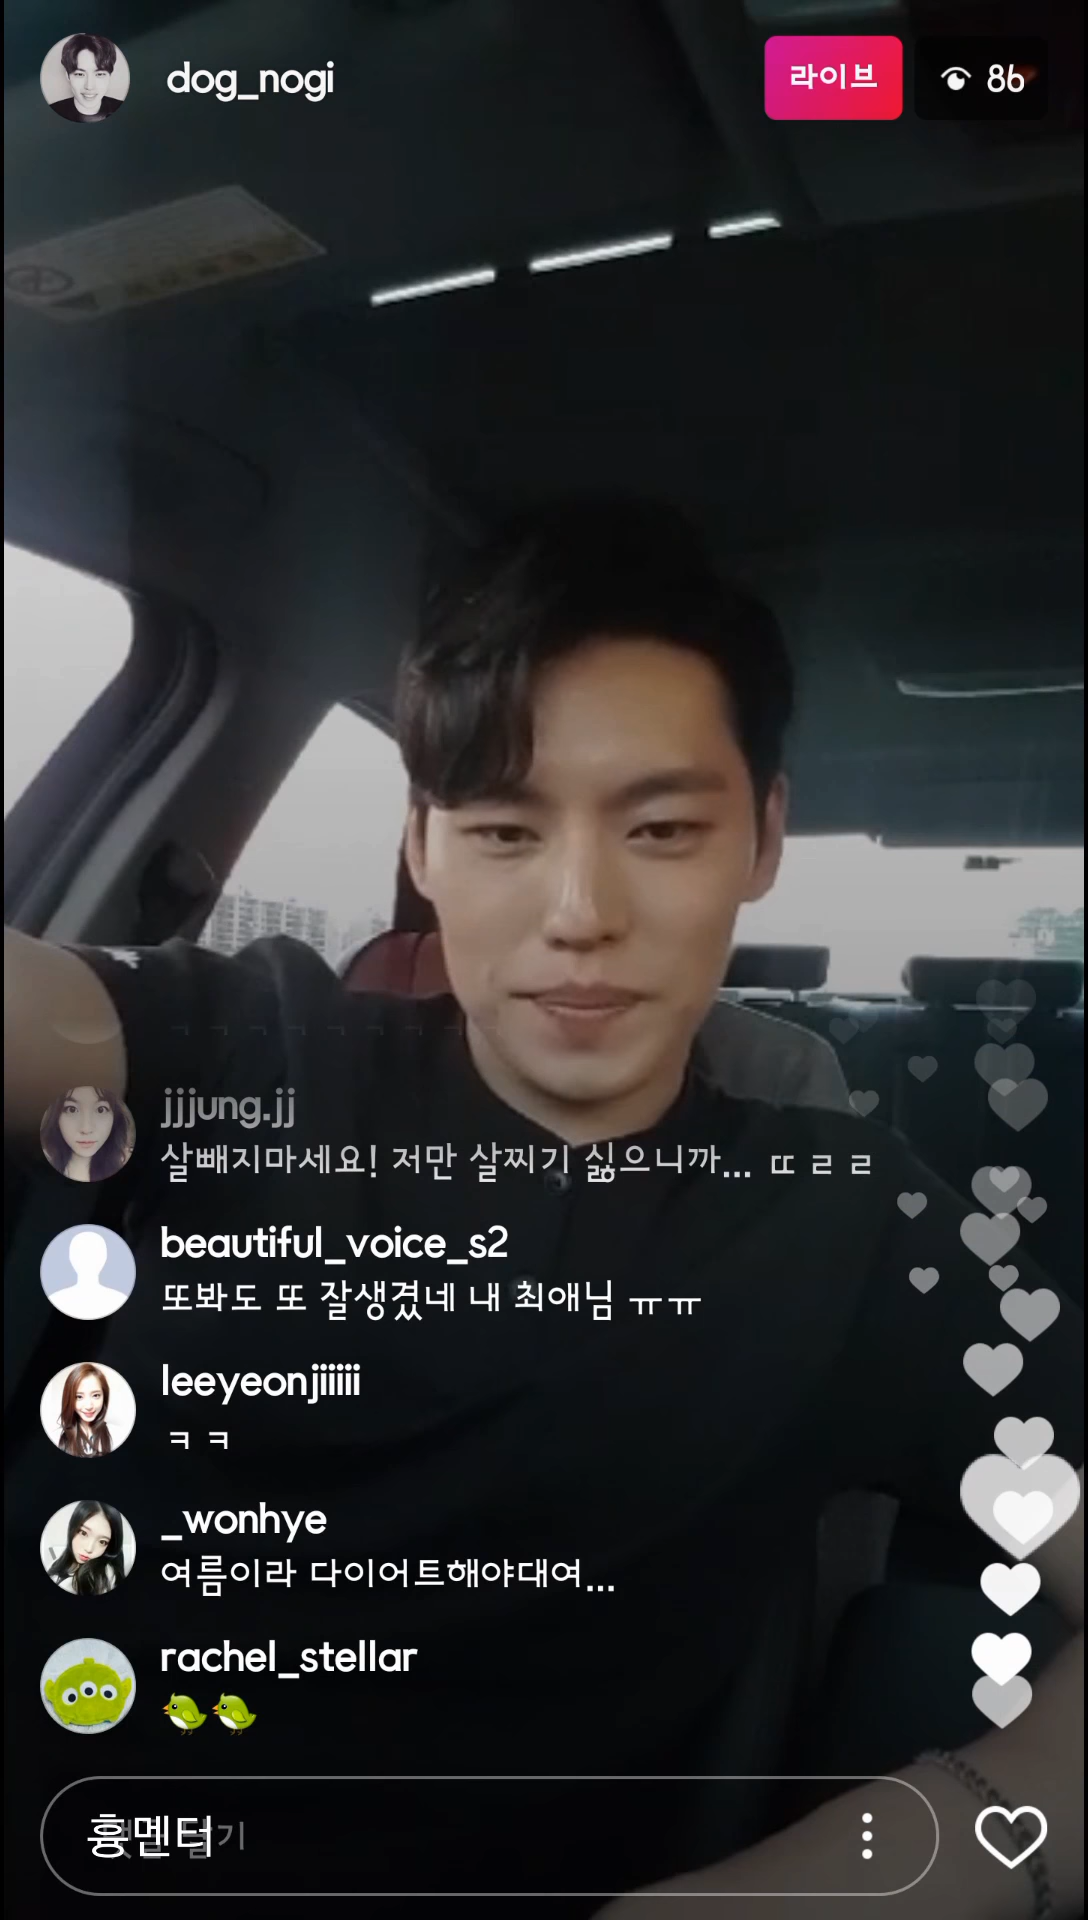 dog_nogi
라이브
86
jjjung.jj
살빼지마세요! 저만 살찌기 싫으니까... ㄸㄹㄹ
beautiful_voice_s2
또봐도 또 잘생겼네 내 최애님 ㅠㅠ
leeyeonjiiiiii
ㅋㅋ
_wonhye
여름이라 다이어트해야대여...
rachel_stellar
🐤🐤
흉멘터